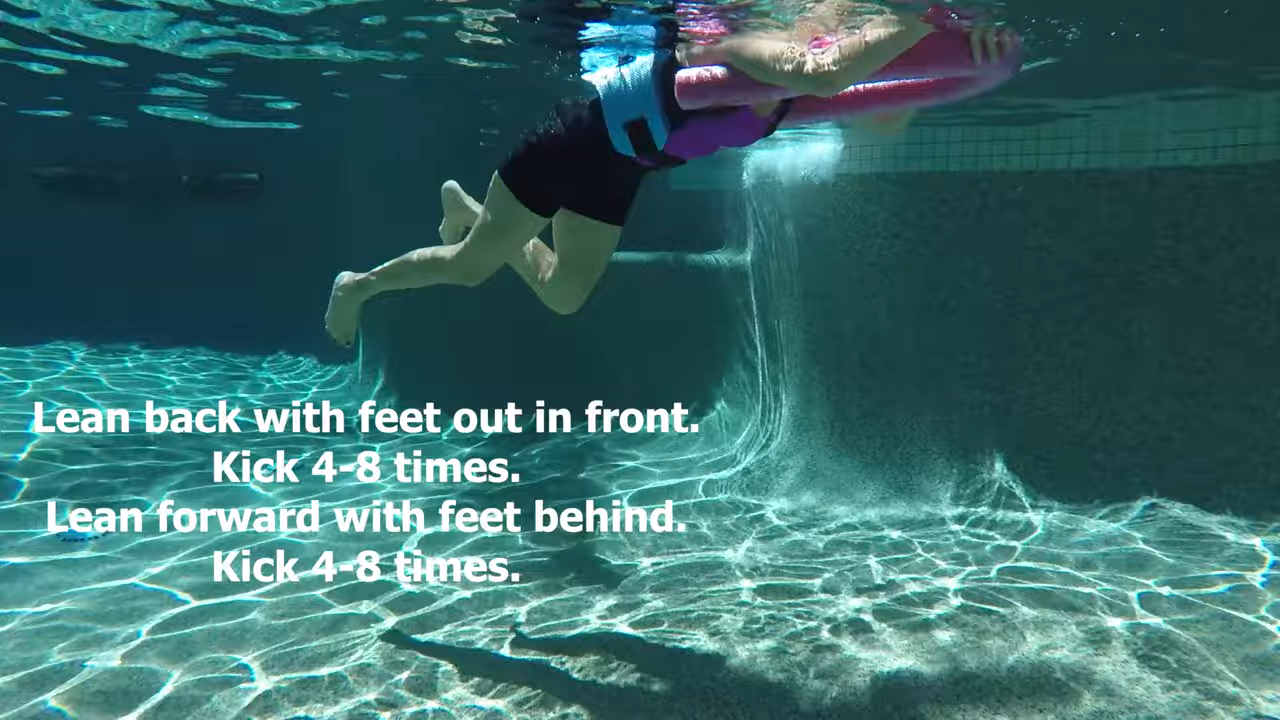 Lean back with feet out in front.
Kick 4-8 times.
Lean forward with feet behind.
Kick 4-8 times.